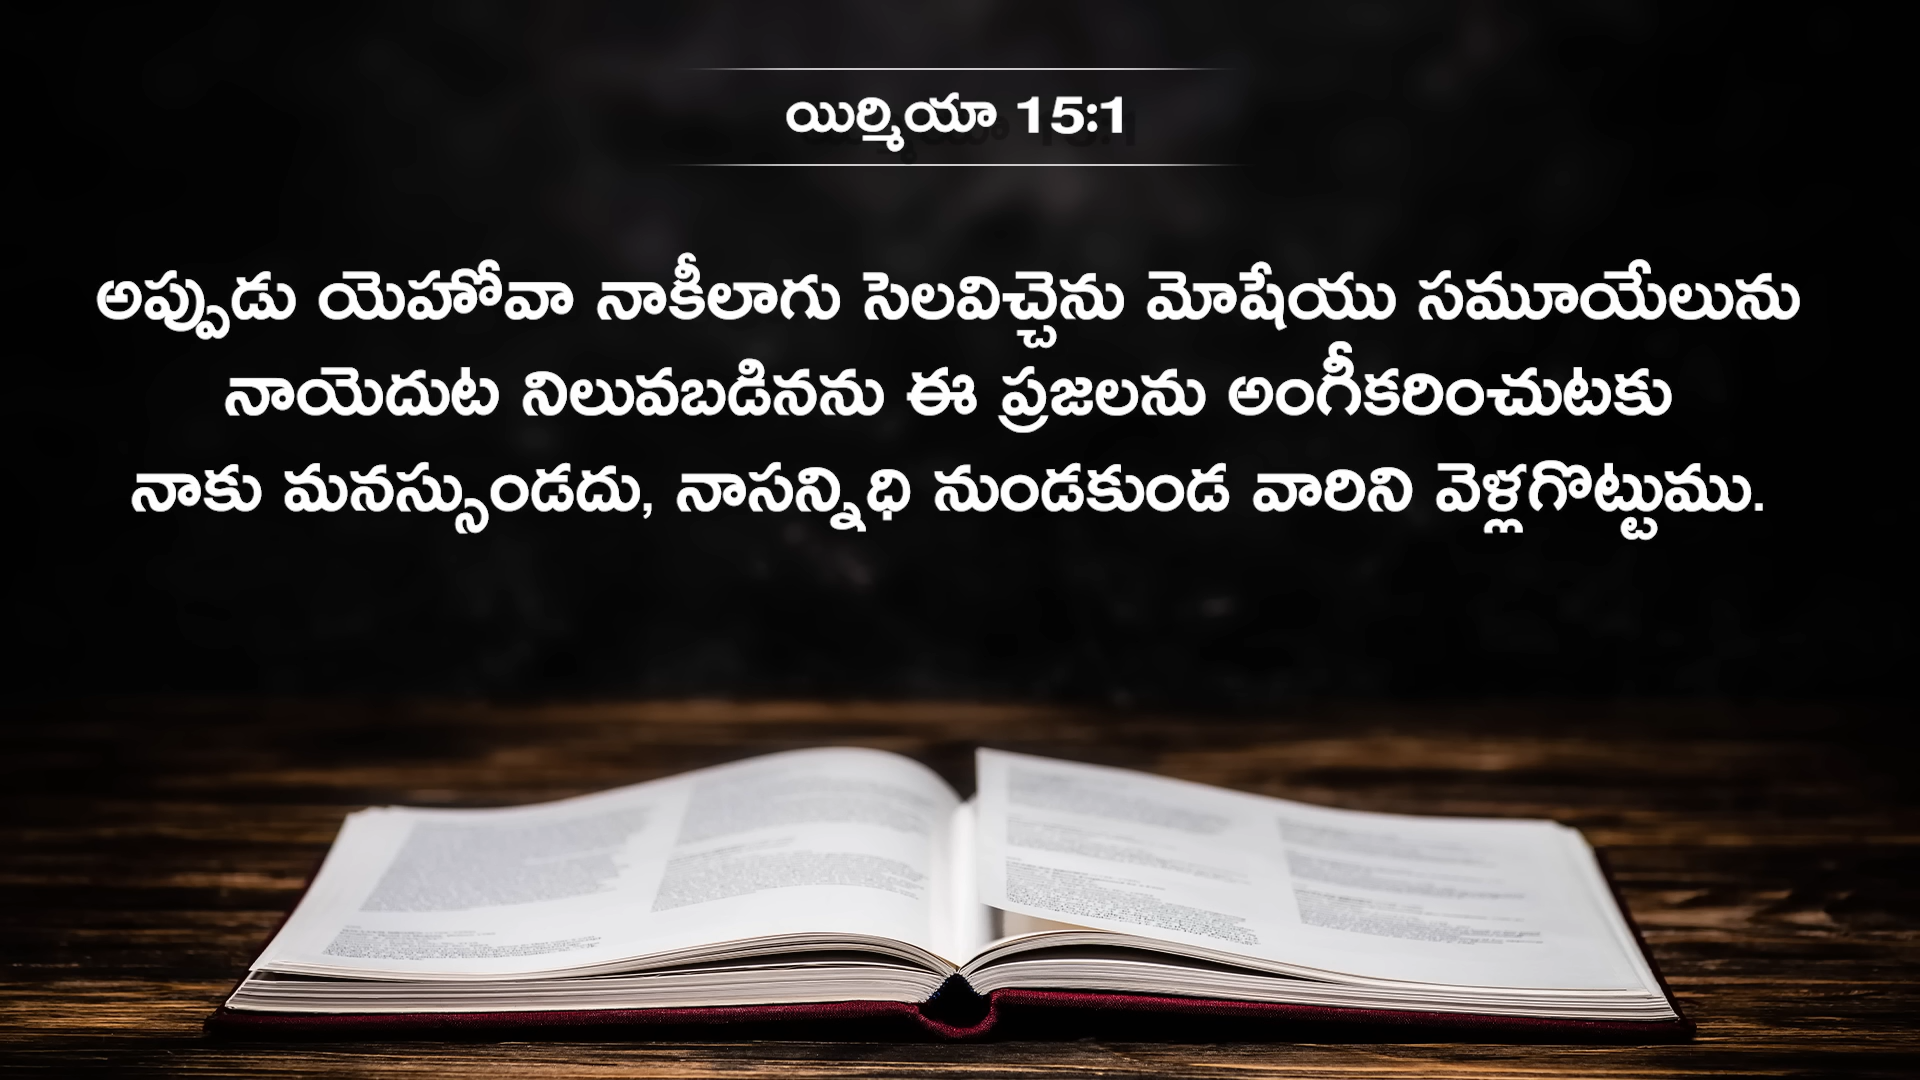 యిర్మియా 15:1
అప్పుడు యెహోవా నాకీలాగు సెలవిచ్చెను మోషేయు సమూయేలును
నాయెదుట నిలువబడినను ఈ ప్రజలను అంగీకరించుటకు
నాకు మనస్సుండదు, నాసన్నిధి నుండకుండ వారిని వెళ్లగొట్టుము.